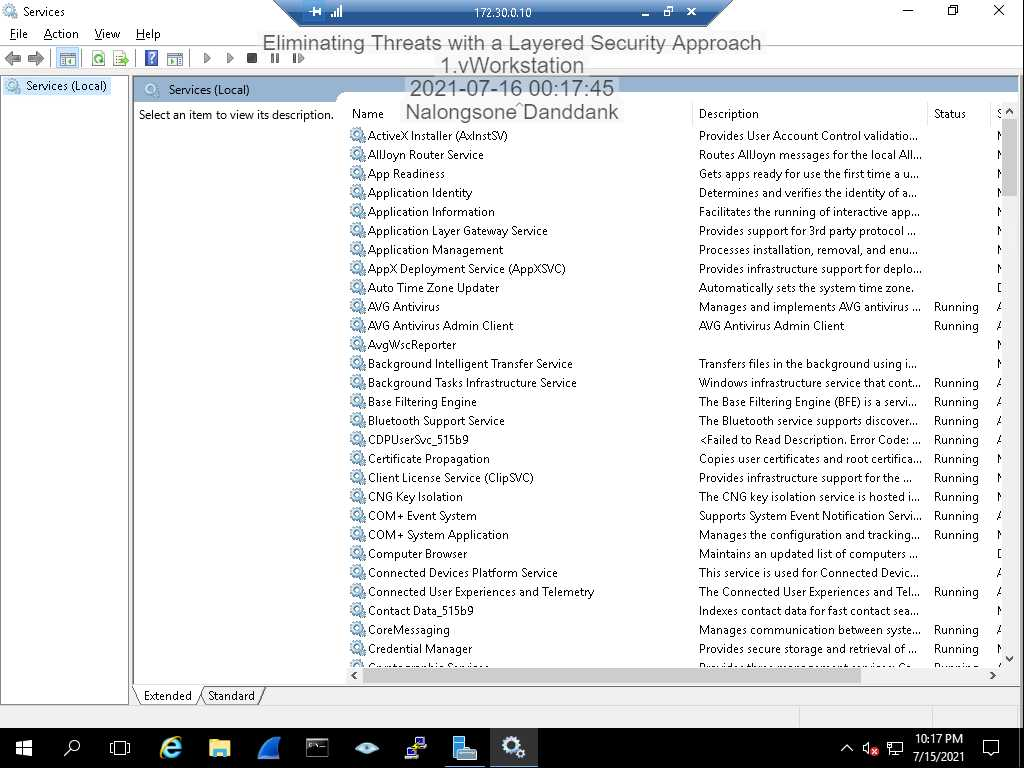 Services
172.30.0.10
File Action View Help
Eliminating Threats with a Layered Security Approach
1.vWorkstation
2021-07-16 00:17:45
Nalongsone Danddank
Services (Local)
Services (Local)
Select an item to view its description.
Name Description Status
ActiveX Installer (AxInstSV) Provides User Account Control validatio...
AllJoyn Router Service Routes AllJoyn messages for the local All...
App Readiness Gets apps ready for use the first time a u...
Application Identity Determines and verifies the identity of a...
Application Information Facilitates the running of interactive app...
Application Layer Gateway Service Provides support for 3rd party protocol ...
Application Management Processes installation, removal, and enu...
AppX Deployment Service (AppXSVC) Provides infrastructure support for deplo...
Auto Time Zone Updater Automatically sets the system time zone.
AVG Antivirus Manages and implements AVG antivirus ... Running
AVG Antivirus Admin Client AVG Antivirus Admin Client Running
AvgWscReporter
Background Intelligent Transfer Service Transfers files in the background using i...
Background Tasks Infrastructure Service Windows infrastructure service that cont... Running
Base Filtering Engine The Base Filtering Engine (BFE) is a servi... Running
Bluetooth Support Service The Bluetooth service supports discover... Running
CDPUserSvc_515b9 <Failed to Read Description. Error Code: ... Running
Certificate Propagation Copies user certificates and root certifica... Running
Client License Service (ClipSVC) Provides infrastructure support for the ... Running
CNG Key Isolation The CNG key isolation service is hosted i... Running
COM+ Event System Supports System Event Notification Servi... Running
COM+ System Application Manages the configuration and tracking... Running
Computer Browser Maintains an updated list of computers ...
Connected Devices Platform Service This service is used for Connected Devic...
Connected User Experiences and Telemetry The Connected User Experiences and Tel... Running
Contact Data_515b9 Indexes contact data for fast contact sea...
CoreMessaging Manages communication between syste... Running
Credential Manager Provides secure storage and retrieval of ... Running
Extended Standard
10:17 PM
7/15/2021